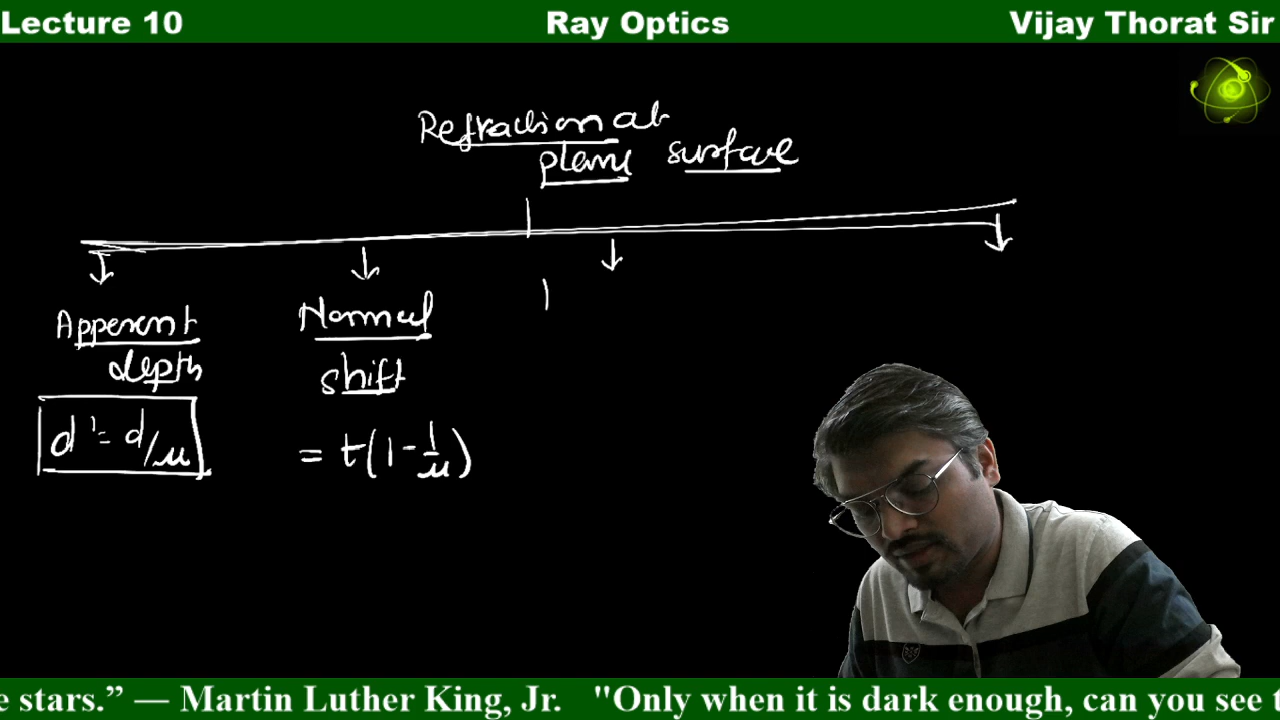 Lecture 10 Ray Optics Vijay Thorat Sir
Refraction at
plane surface
Apperent
depth
d' = d/μ
Normal
shift
= t(1-1/μ)
e stars.” — Martin Luther King, Jr. "Only when it is dark enough, can you see t